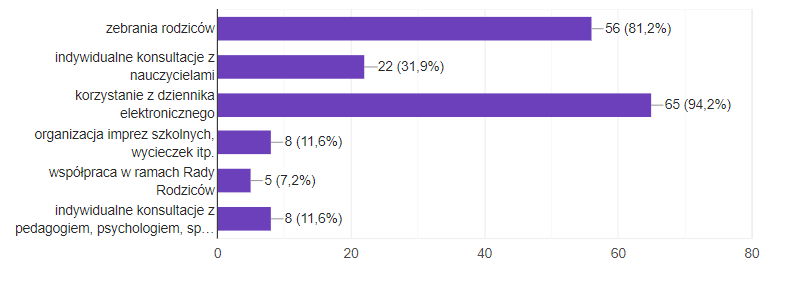 zebrania rodziców
56 (81,2%)
indywidualne konsultacje z
nauczycielami
22 (31,9%)
korzystanie z dziennika
elektronicznego
65 (94,2%)
organizacja imprez szkolnych,
wycieczek itp.
8 (11,6%)
współpraca w ramach Rady
Rodziców
5 (7,2%)
indywidualne konsultacje z
pedagogiem, psychologiem, sp…
8 (11,6%)
0 20 40 60 80